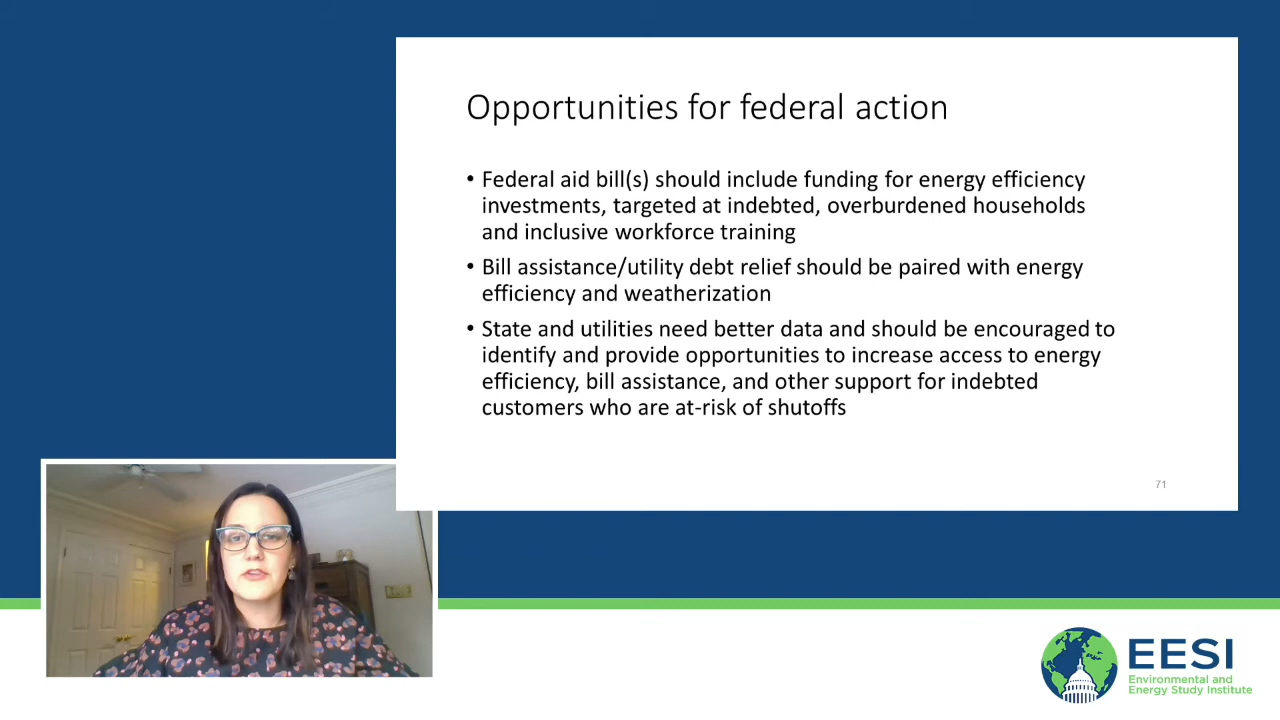 Opportunities for federal action
• Federal aid bill(s) should include funding for energy efficiency
investments, targeted at indebted, overburdened households
and inclusive workforce training
• Bill assistance/utility debt relief should be paired with energy
efficiency and weatherization
• State and utilities need better data and should be encouraged to
identify and provide opportunities to increase access to energy
efficiency, bill assistance, and other support for indebted
customers who are at-risk of shutoffs
71
EESI
Environmental and
Energy Study Institute